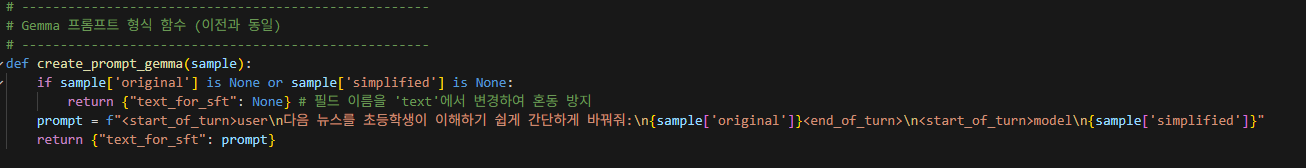 # -----------------------------------------------------
# Gemma 프롬프트 형식 함수 (이전과 동일)
# -----------------------------------------------------
def create_prompt_gemma(sample):
    if sample['original'] is None or sample['simplified'] is None:
        return {"text_for_sft": None} # 필드 이름을 'text'에서 변경하여 혼동 방지
    prompt = f"<start_of_turn>user\n다음 뉴스를 초등학생이 이해하기 쉽게 간단하게 바꿔줘:\n{sample['original']}<end_of_turn>\n<start_of_turn>model\n{sample['simplified']}"
    return {"text_for_sft": prompt}